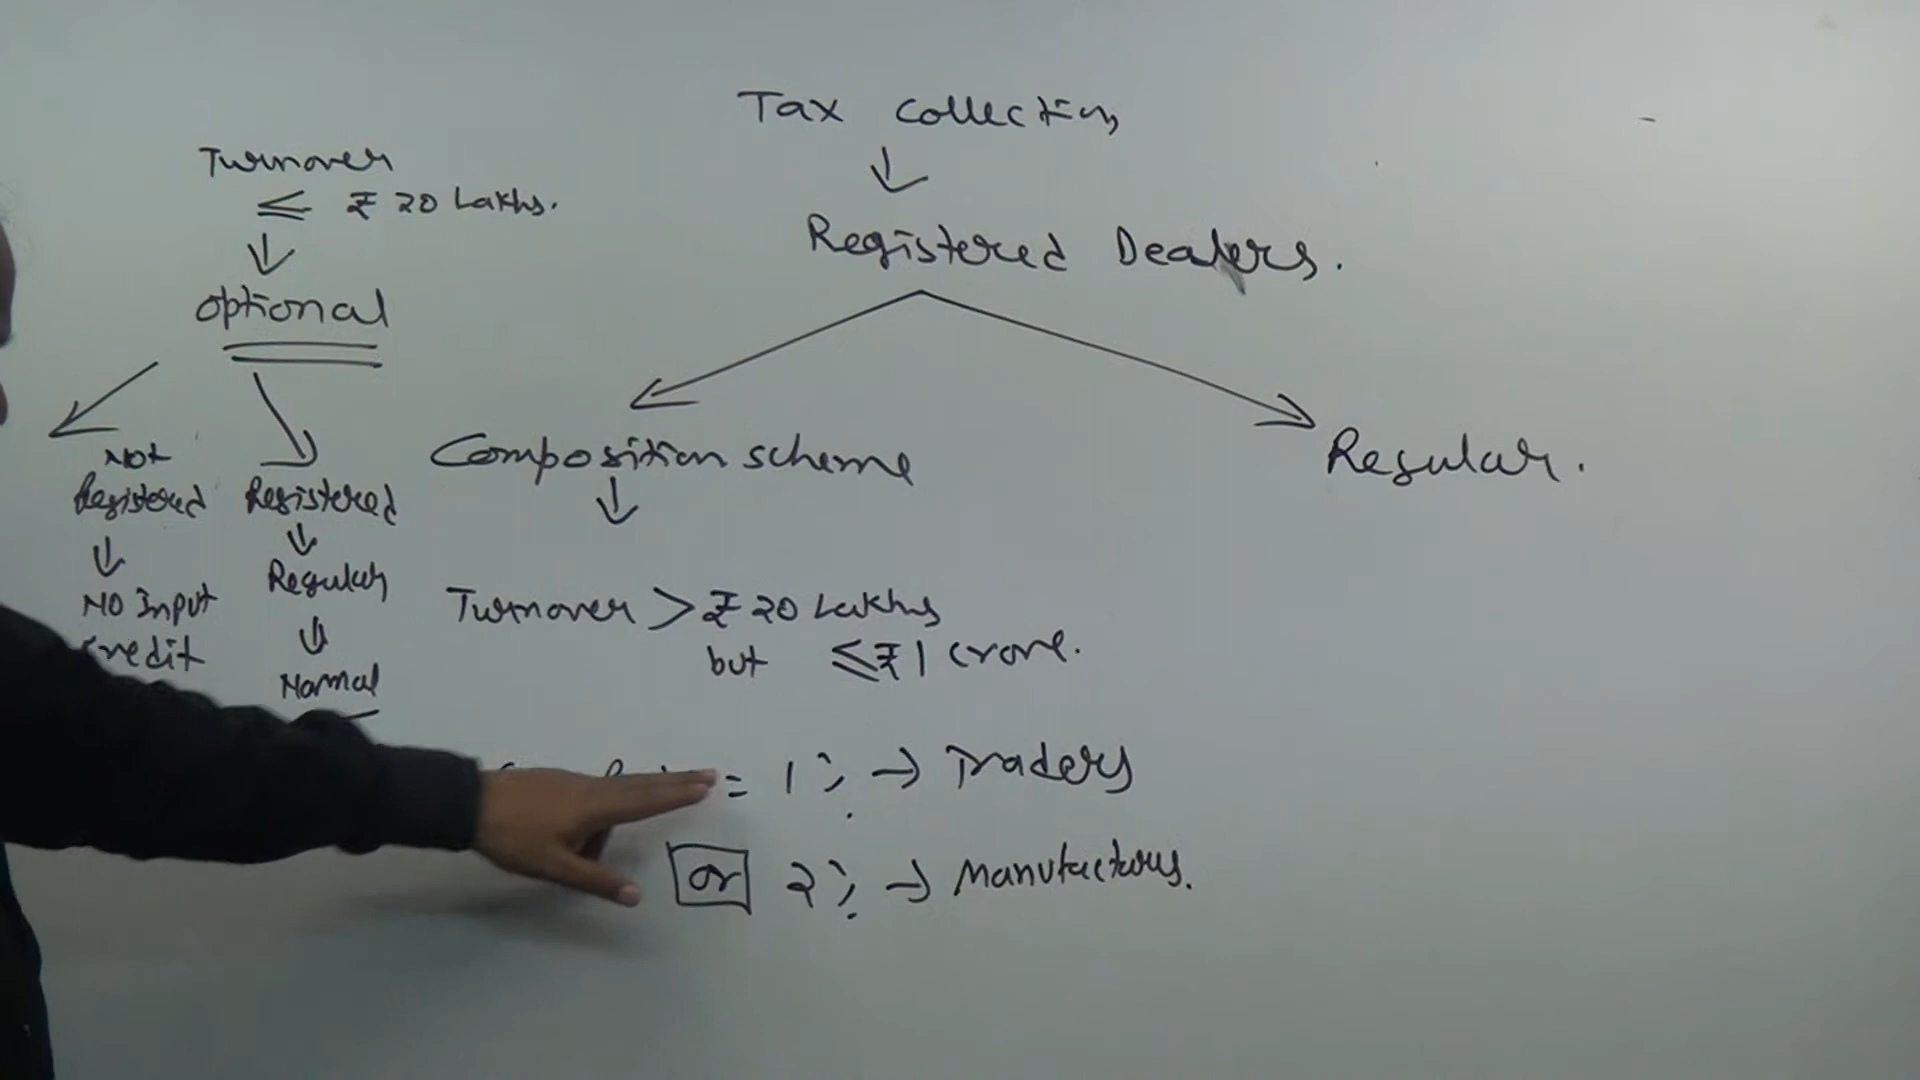 Tax Collection
Registered Dealers.
Turnover
≤ ₹ 20 Lakhs.
optional
Not
Registered
NO Input
Credit
Registered
Regular
Normal
Composition scheme
Turnover > ₹ 20 Lakhs
but ≤ ₹ 1 crore.
= 1% → Traders
or 2% → Manufacturers.
Regular.